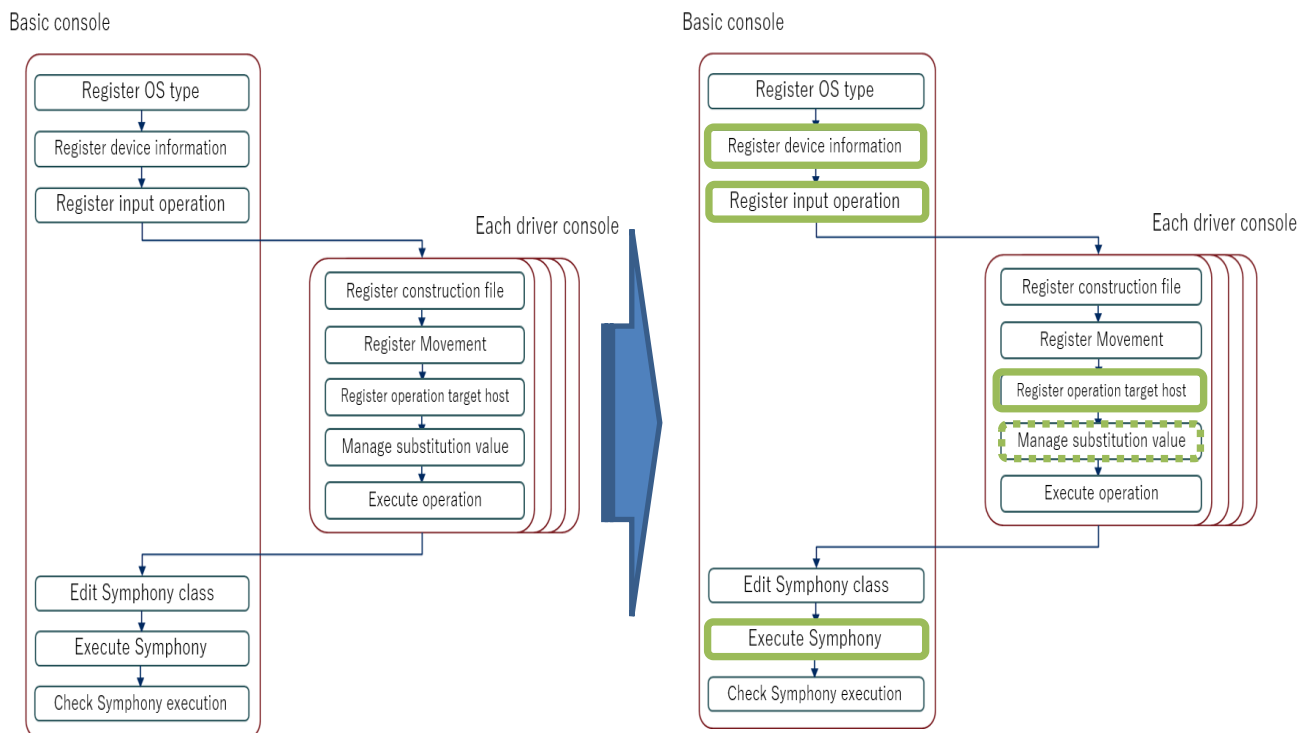 Basic console
Register OS type
Register device information
Register input operation
Each driver console
Register construction file
Register Movement
Register operation target host
Manage substitution value
Execute operation
Edit Symphony class
Execute Symphony
Check Symphony execution
Basic console
Register OS type
Register device information
Register input operation
Each driver console
Register construction file
Register Movement
Register operation target host
Manage substitution value
Execute operation
Edit Symphony class
Execute Symphony
Check Symphony execution